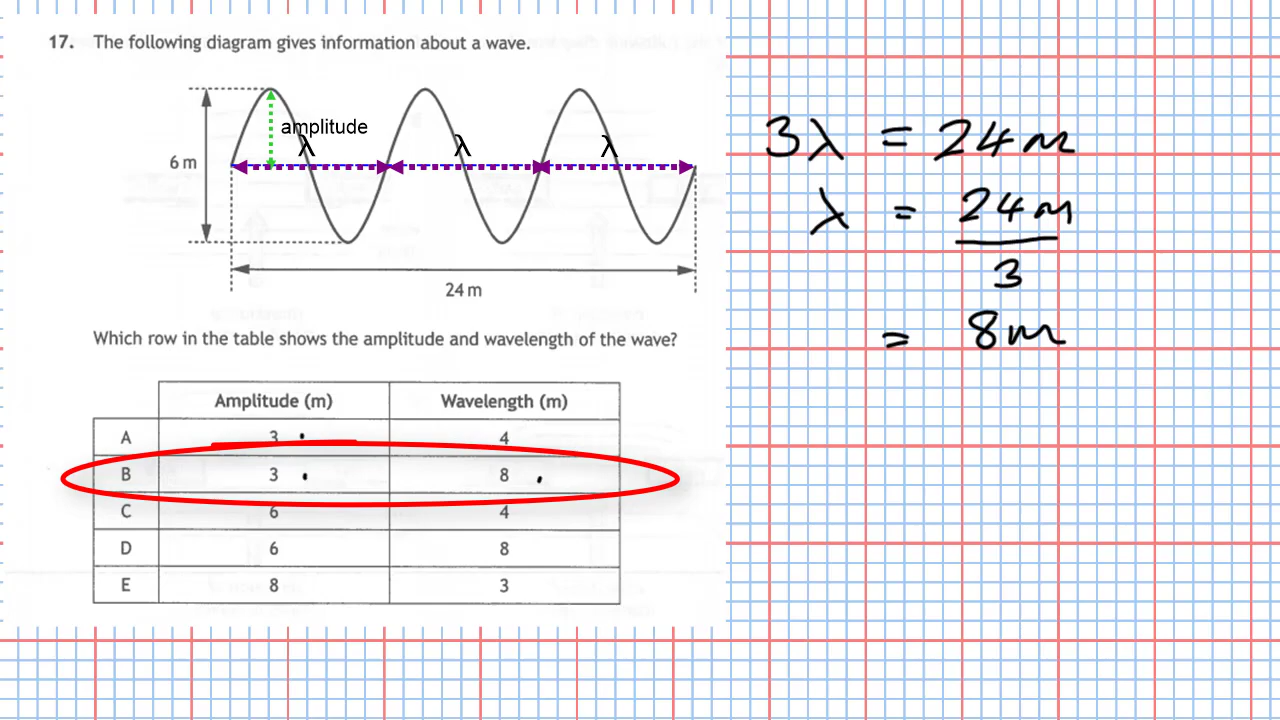 17. The following diagram gives information about a wave.
amplitude
λ λ λ
6 m
24 m
Which row in the table shows the amplitude and wavelength of the wave?
Amplitude (m) Wavelength (m)
A 3 4
B 3 8
C 6 4
D 6 8
E 8 3
3λ = 24m
λ = 24m
3
= 8m